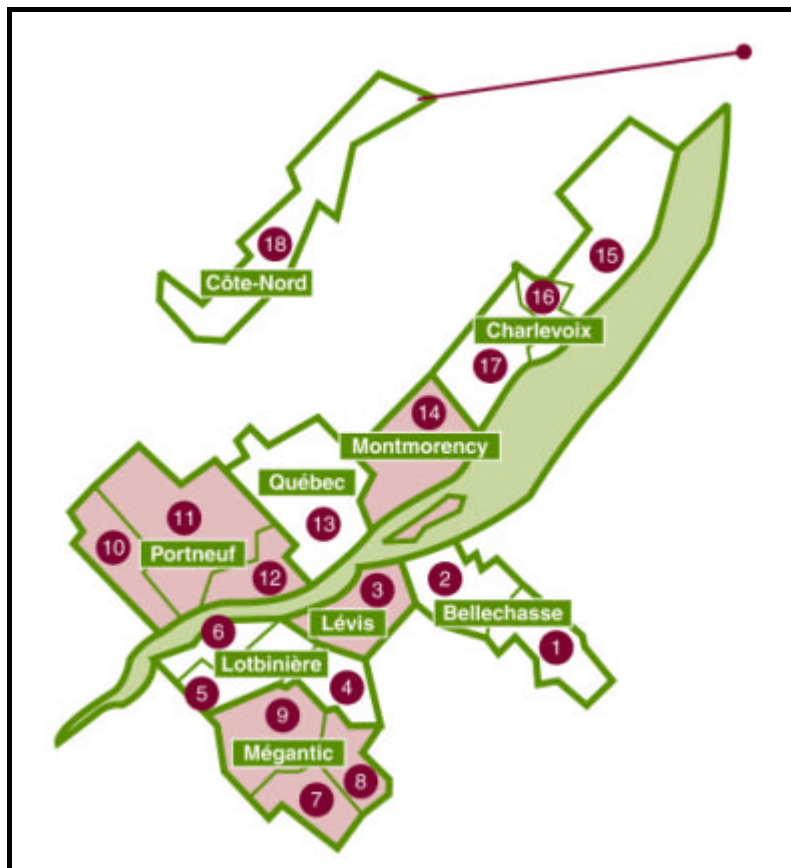 18
Côte-Nord
15
16
Charlevoix
17
14
Montmorency
Québec
13
11
10
Portneuf
12
3
Lévis
2
Bellechasse
1
6
Lotbinière
5
4
9
Mégantic
8
7